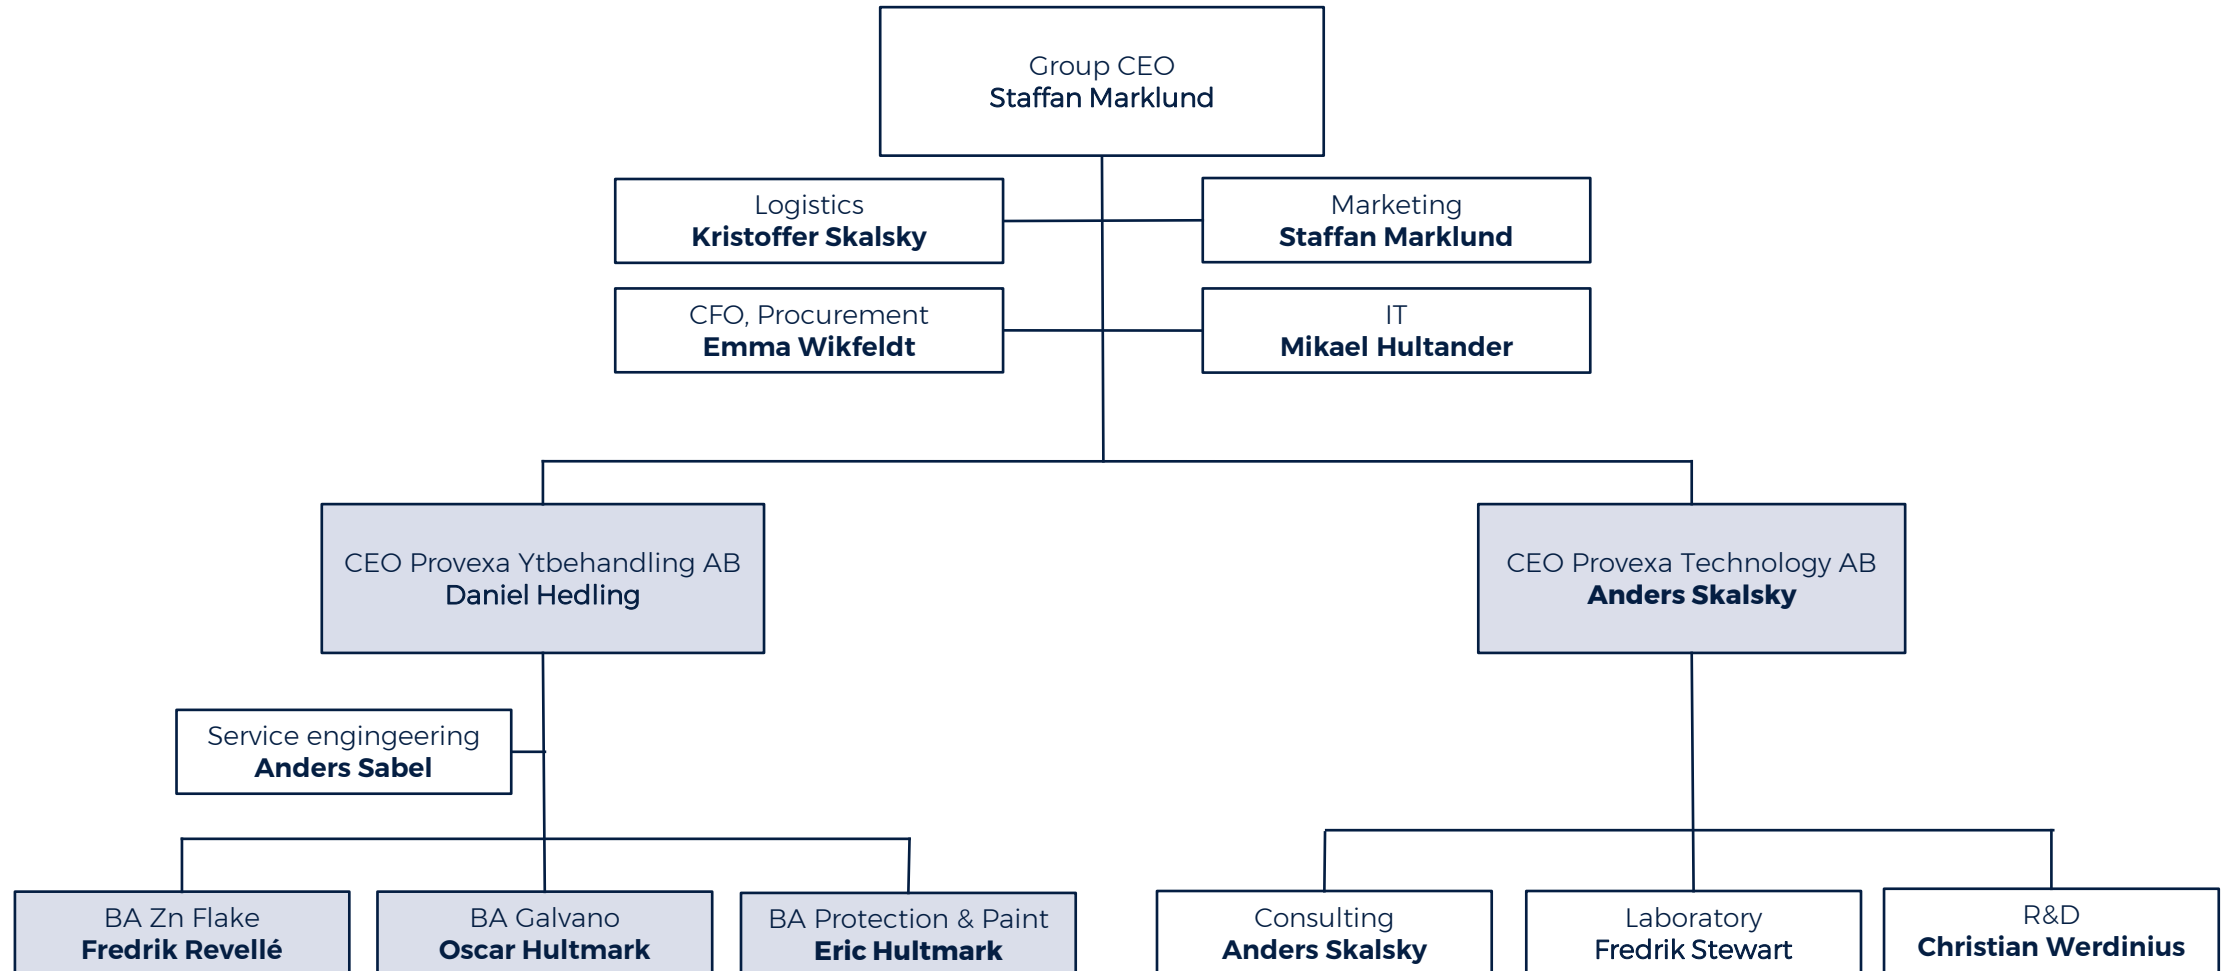 Group CEO
Staffan Marklund
Logistics
Kristoffer Skalsky
Marketing
Staffan Marklund
CFO, Procurement
Emma Wikfeldt
IT
Mikael Hultander
CEO Provexa Ytbehandling AB
Daniel Hedling
CEO Provexa Technology AB
Anders Skalsky
Service engingeering
Anders Sabel
BA Zn Flake
Fredrik Revellé
BA Galvano
Oscar Hultmark
BA Protection & Paint
Eric Hultmark
Consulting
Anders Skalsky
Laboratory
Fredrik Stewart
R&D
Christian Werdinius